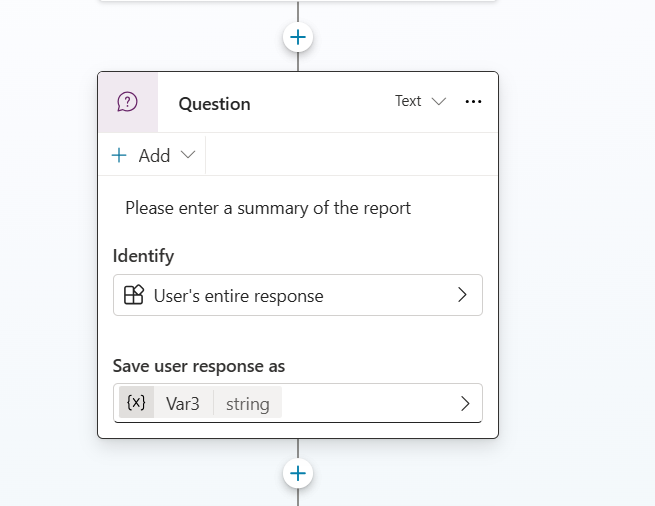 Question
Text
Add
Please enter a summary of the report
Identify
User's entire response
Save user response as
{x} Var3 string